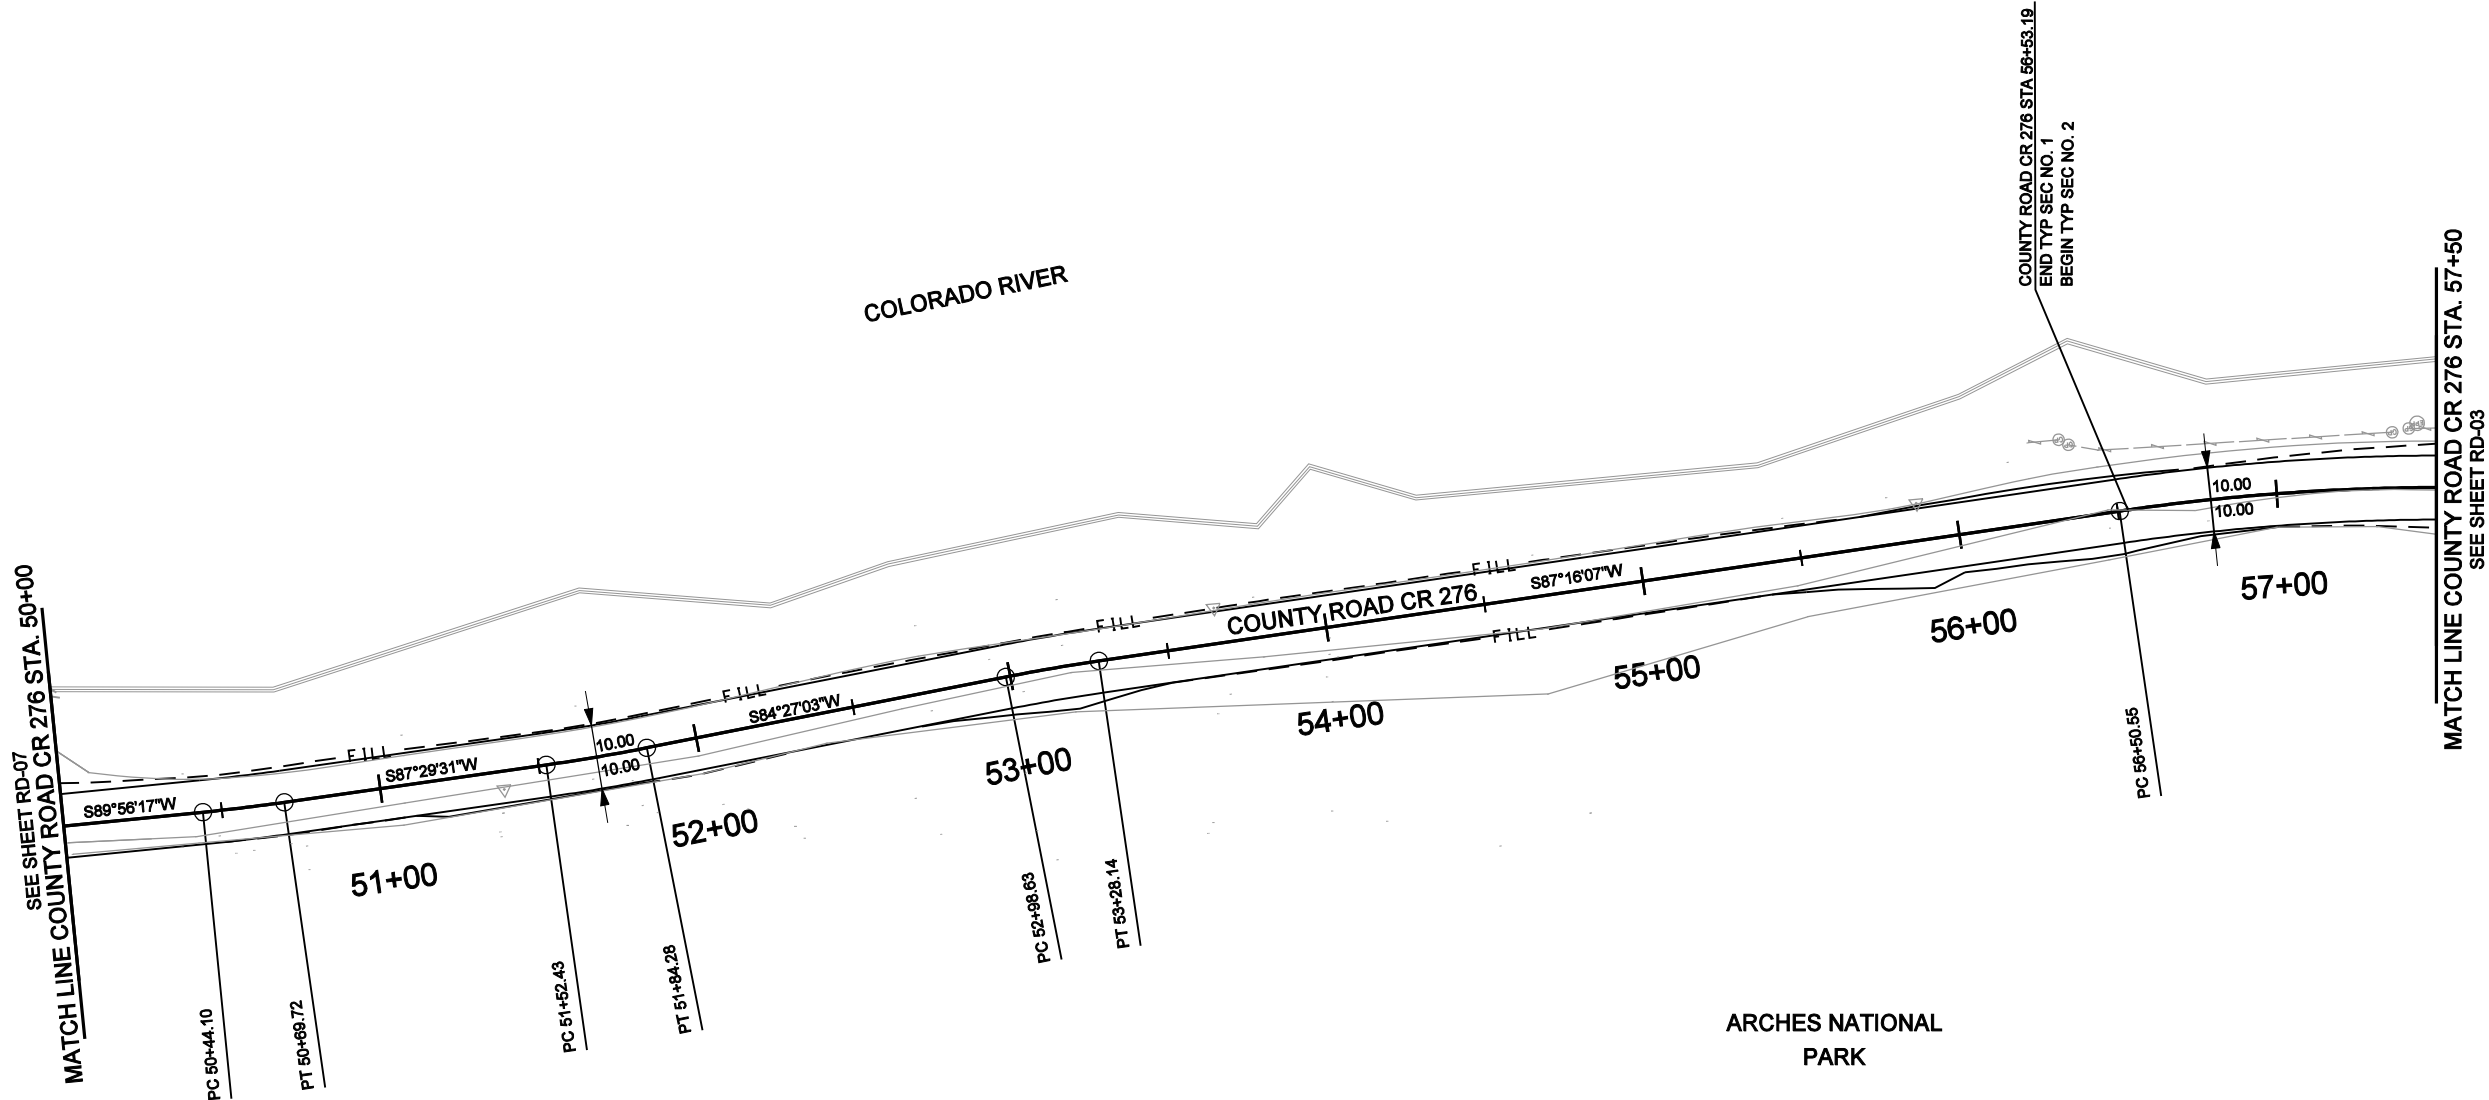 COUNTY ROAD CR 276 STA 56+53.19
END TYP SEC NO. 1
BEGIN TYP SEC NO. 2
COLORADO RIVER
MATCH LINE COUNTY ROAD CR 276 STA. 57+50
SEE SHEET RD-03
SEE SHEET RD-07
MATCH LINE COUNTY ROAD CR 276 STA. 50+00
S89°56'17"W
FILL
S87°29'31"W
10.00
10.00
FILL
S84°27'03"W
FILL
COUNTY ROAD CR 276
FILL
S87°16'07"W
FILL
10.00
10.00
51+00
52+00
53+00
54+00
55+00
56+00
57+00
PC 50+44.10
PT 50+69.72
PC 51+52.43
PT 51+84.28
PC 52+98.63
PT 53+28.14
PC 56+50.55
ARCHES NATIONAL
PARK